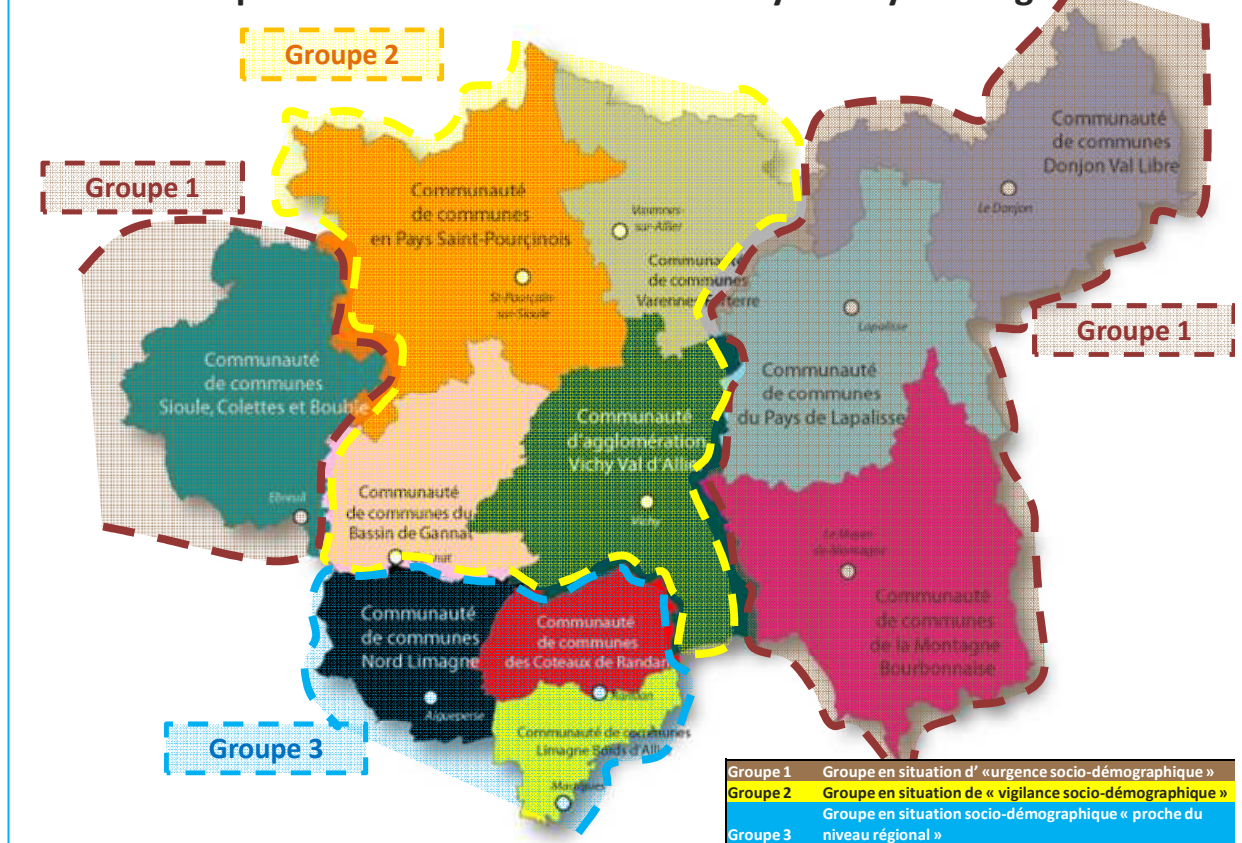 Groupe 2
Groupe 1
Communauté
de communes
en Pays Saint-Pourçinois
St-Pourçain
sur-Sioule
Varennes-
sur-Allier
Communauté
de communes
Varennes Forterre
Communauté
de communes
Donjon Val Libre
Le Donjon
Groupe 1
Lapalisse
Communauté
de communes
du Pays de Lapalisse
Communauté
de communes
Sioule, Colettes et Bouble
Ebreuil
Communauté
d'agglomération
Vichy Val d'Allier
Vichy
Communauté
de communes du
Bassin de Gannat
Le Mayet-
de-Montagne
Communauté
de communes
de la Montagne
Bourbonnaise
Communauté
de communes
Nord Limagne
Aigueperse
Communauté
de communes
des Coteaux de Randan
Randan
Communauté de communes
Limagne Bords d'Allier
Maringues
Groupe 3
Groupe 1 Groupe en situation d' «urgence socio-démographique »
Groupe 2 Groupe en situation de « vigilance socio-démographique »
Groupe en situation socio-démographique « proche du
Groupe 3 niveau régional »